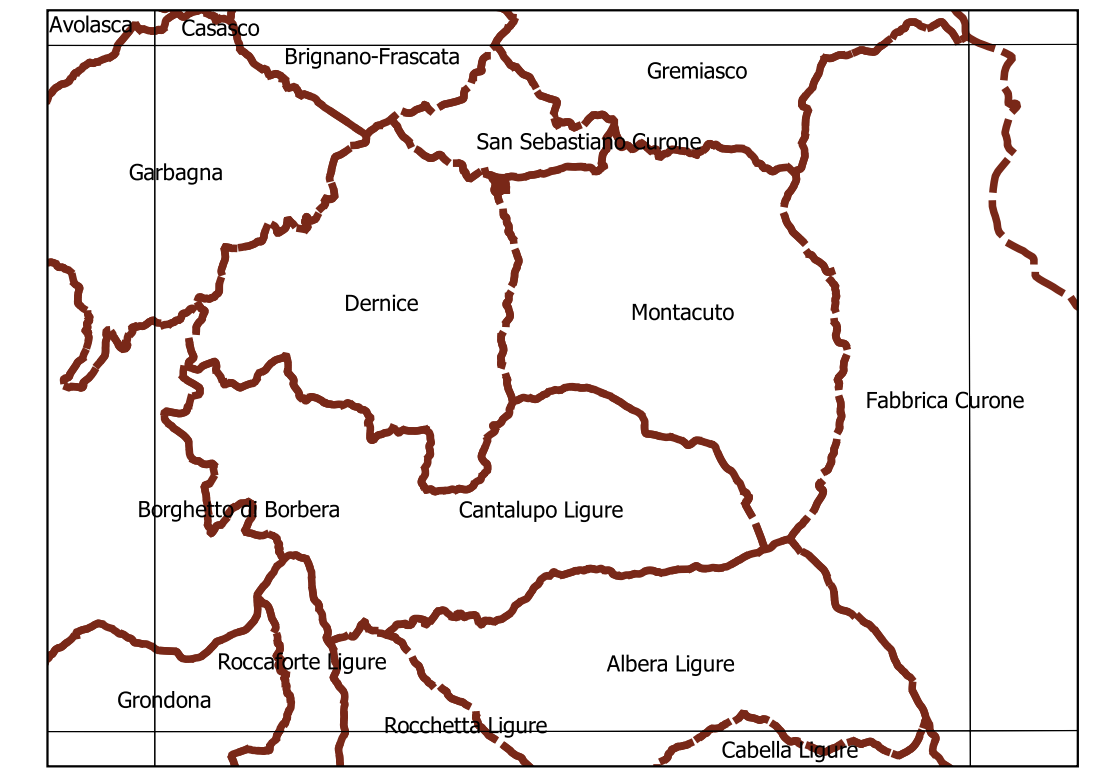 Avolasca
Casasco
Brignano-Frascata
Gremiasco
San Sebastiano Curone
Garbagna
Dernice
Montacuto
Fabbrica Curone
Borghetto di Borbera
Cantalupo Ligure
Roccaforte Ligure
Albera Ligure
Grondona
Rocchetta Ligure
Cabella Ligure